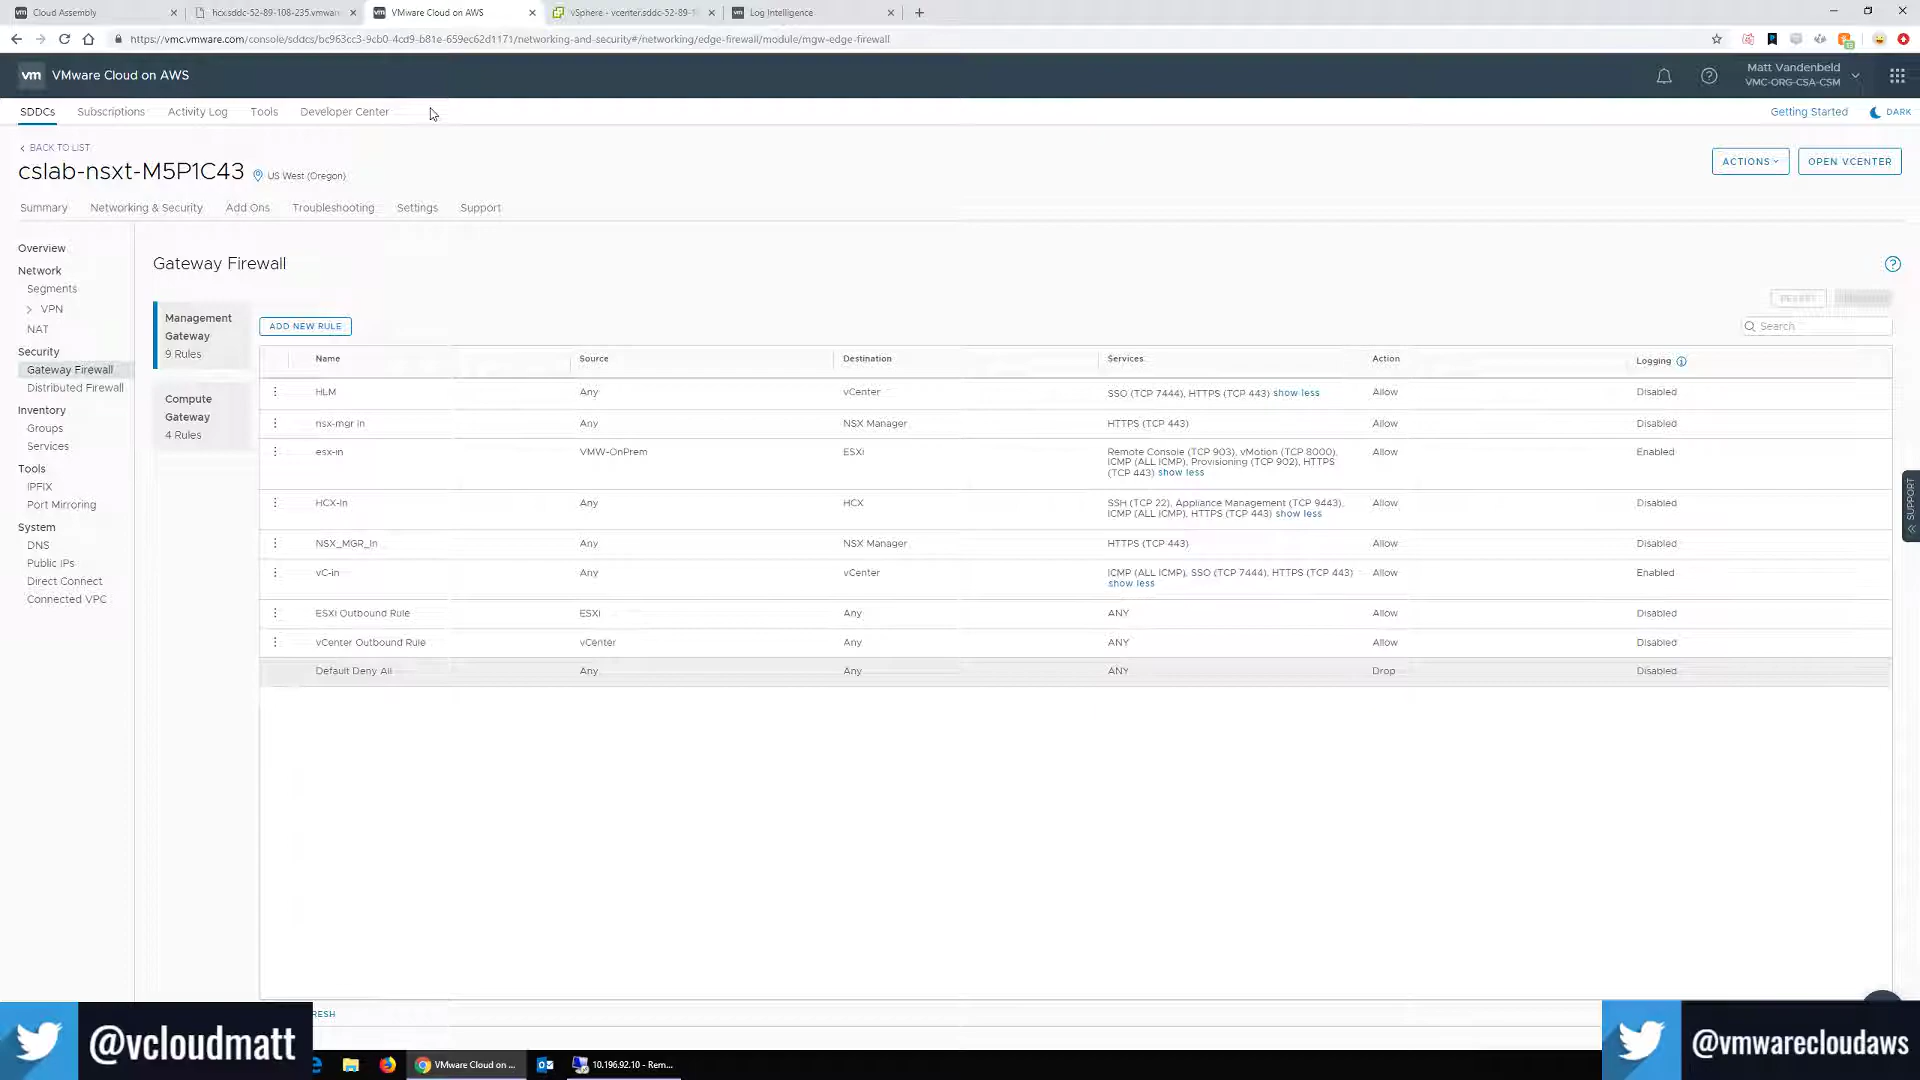 Cloud Assembly
hcx.sddc-52-89-108-235.vmwar
VMware Cloud on AWS
vSphere - vcenter.sddc-52-89-1
Log Intelligence
https://vmc.vmware.com/console/sddcs/bc963cc3-9cb0-4cd9-b81e-659ec62d1171/networking-and-security#/networking/edge-firewall/module/mgw-edge-firewall
vm VMware Cloud on AWS
Matt Vandenbeld
VMC-ORG-CSA-CSM
SDDCs Subscriptions Activity Log Tools Developer Center
Getting Started DARK
BACK TO LIST
cslab-nsxt-M5P1C43 US West (Oregon)
ACTIONS OPEN VCENTER
Summary Networking & Security Add Ons Troubleshooting Settings Support
Overview
Network
Segments
VPN
NAT
Security
Gateway Firewall
Distributed Firewall
Inventory
Groups
Services
Tools
IPFIX
Port Mirroring
System
DNS
Public IPs
Direct Connect
Connected VPC
Gateway Firewall
Management
Gateway
9 Rules
Compute
Gateway
4 Rules
ADD NEW RULE
Search
Name Source Destination Services Action Logging
HLM Any vCenter SSO (TCP 7444), HTTPS (TCP 443) show less Allow Disabled
nsx-mgr in Any NSX Manager HTTPS (TCP 443) Allow Disabled
esx-in VMW-OnPrem ESXi Remote Console (TCP 903), vMotion (TCP 8000), Allow Enabled
ICMP (ALL ICMP), Provisioning (TCP 902), HTTPS
(TCP 443) show less
HCX-In Any HCX SSH (TCP 22), Appliance Management (TCP 9443), Allow Disabled
ICMP (ALL ICMP), HTTPS (TCP 443) show less
NSX_MGR_In Any NSX Manager HTTPS (TCP 443) Allow Disabled
vC-in Any vCenter ICMP (ALL ICMP), SSO (TCP 7444), HTTPS (TCP 443) Allow Enabled
show less
ESXi Outbound Rule ESXi Any ANY Allow Disabled
vCenter Outbound Rule vCenter Any ANY Allow Disabled
Default Deny All Any Any ANY Drop Disabled
SUPPORT
RESH
@vcloudmatt
VMware Cloud on ...
10.196.92.10 - Rem...
@vmwarecloudaws